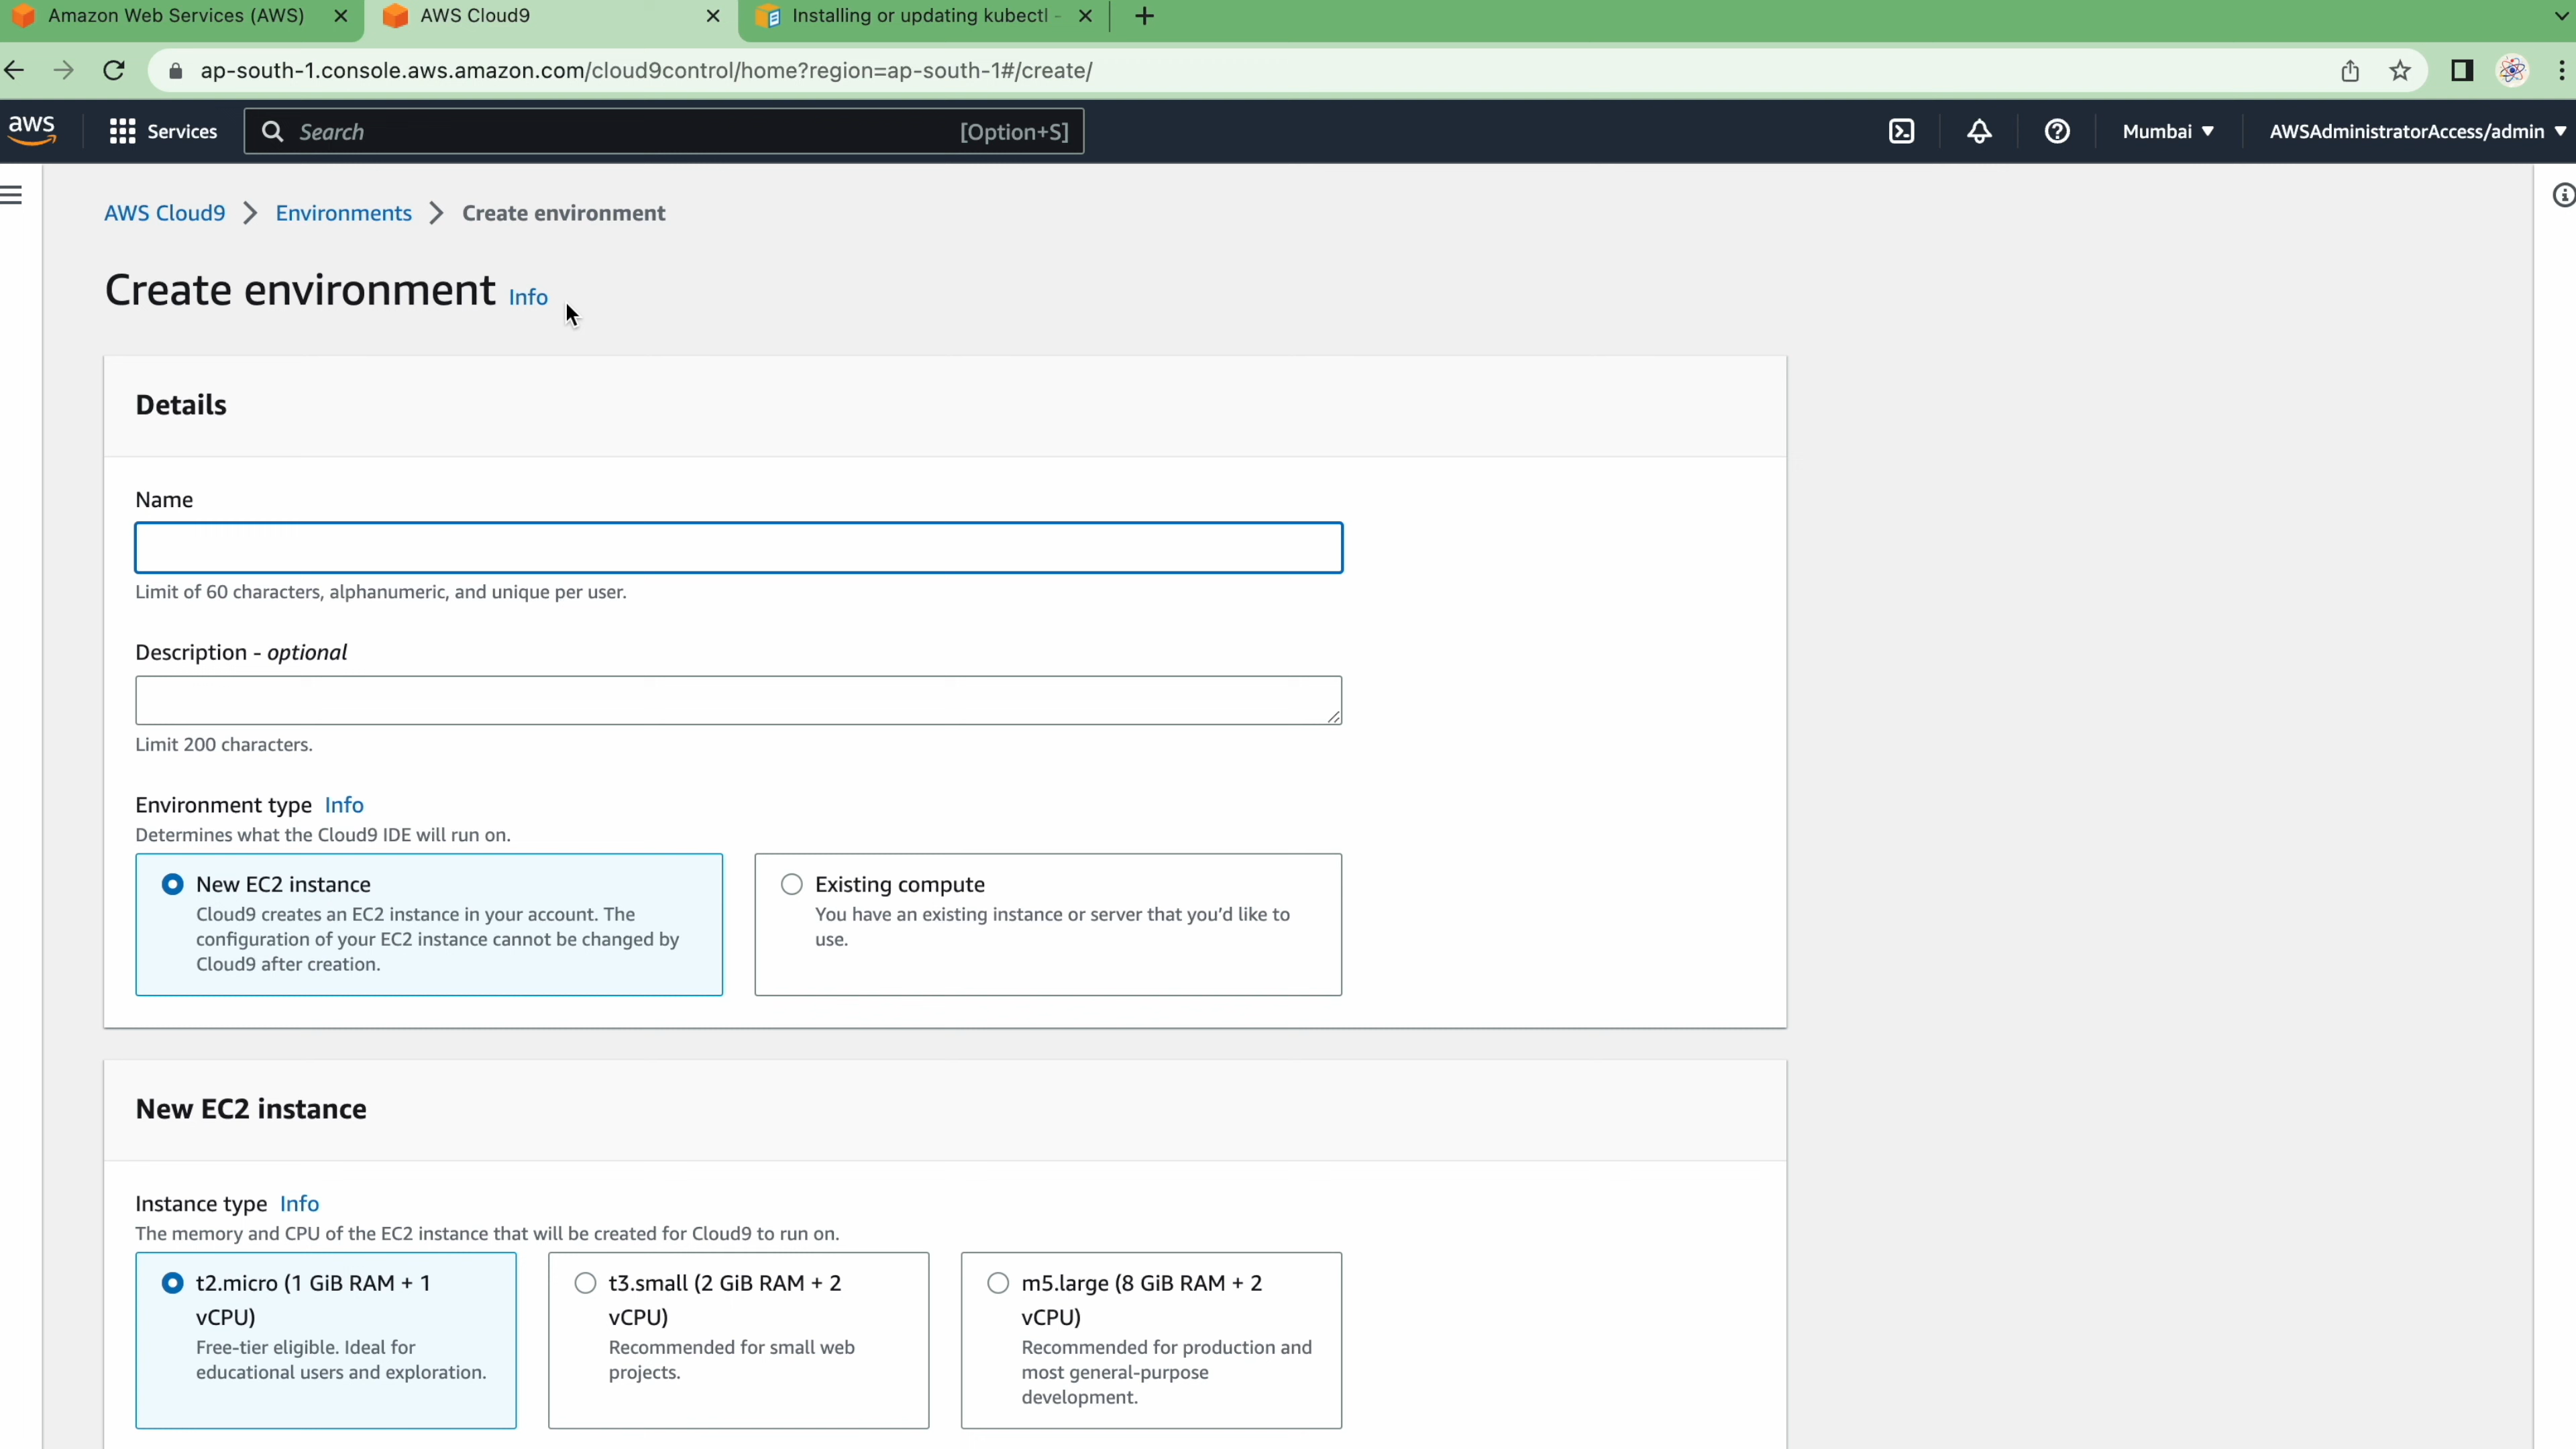 Amazon Web Services (AWS)
AWS Cloud9
Installing or updating kubectl -
ap-south-1.console.aws.amazon.com/cloud9control/home?region=ap-south-1#/create/
aws
Services
Search
[Option+S]
Mumbai
AWSAdministratorAccess/admin
AWS Cloud9
Environments
Create environment
Create environment Info
Details
Name
Limit of 60 characters, alphanumeric, and unique per user.
Description - optional
Limit 200 characters.
Environment type Info
Determines what the Cloud9 IDE will run on.
New EC2 instance
Cloud9 creates an EC2 instance in your account. The
configuration of your EC2 instance cannot be changed by
Cloud9 after creation.
Existing compute
You have an existing instance or server that you'd like to
use.
New EC2 instance
Instance type Info
The memory and CPU of the EC2 instance that will be created for Cloud9 to run on.
t2.micro (1 GiB RAM + 1
vCPU)
Free-tier eligible. Ideal for
educational users and exploration.
t3.small (2 GiB RAM + 2
vCPU)
Recommended for small web
projects.
m5.large (8 GiB RAM + 2
vCPU)
Recommended for production and
most general-purpose
development.